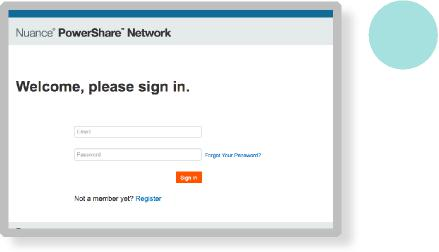 Nuance® PowerShare™ Network
Welcome, please sign in.
Email
Password
Forgot Your Password?
Sign In
Not a member yet? Register